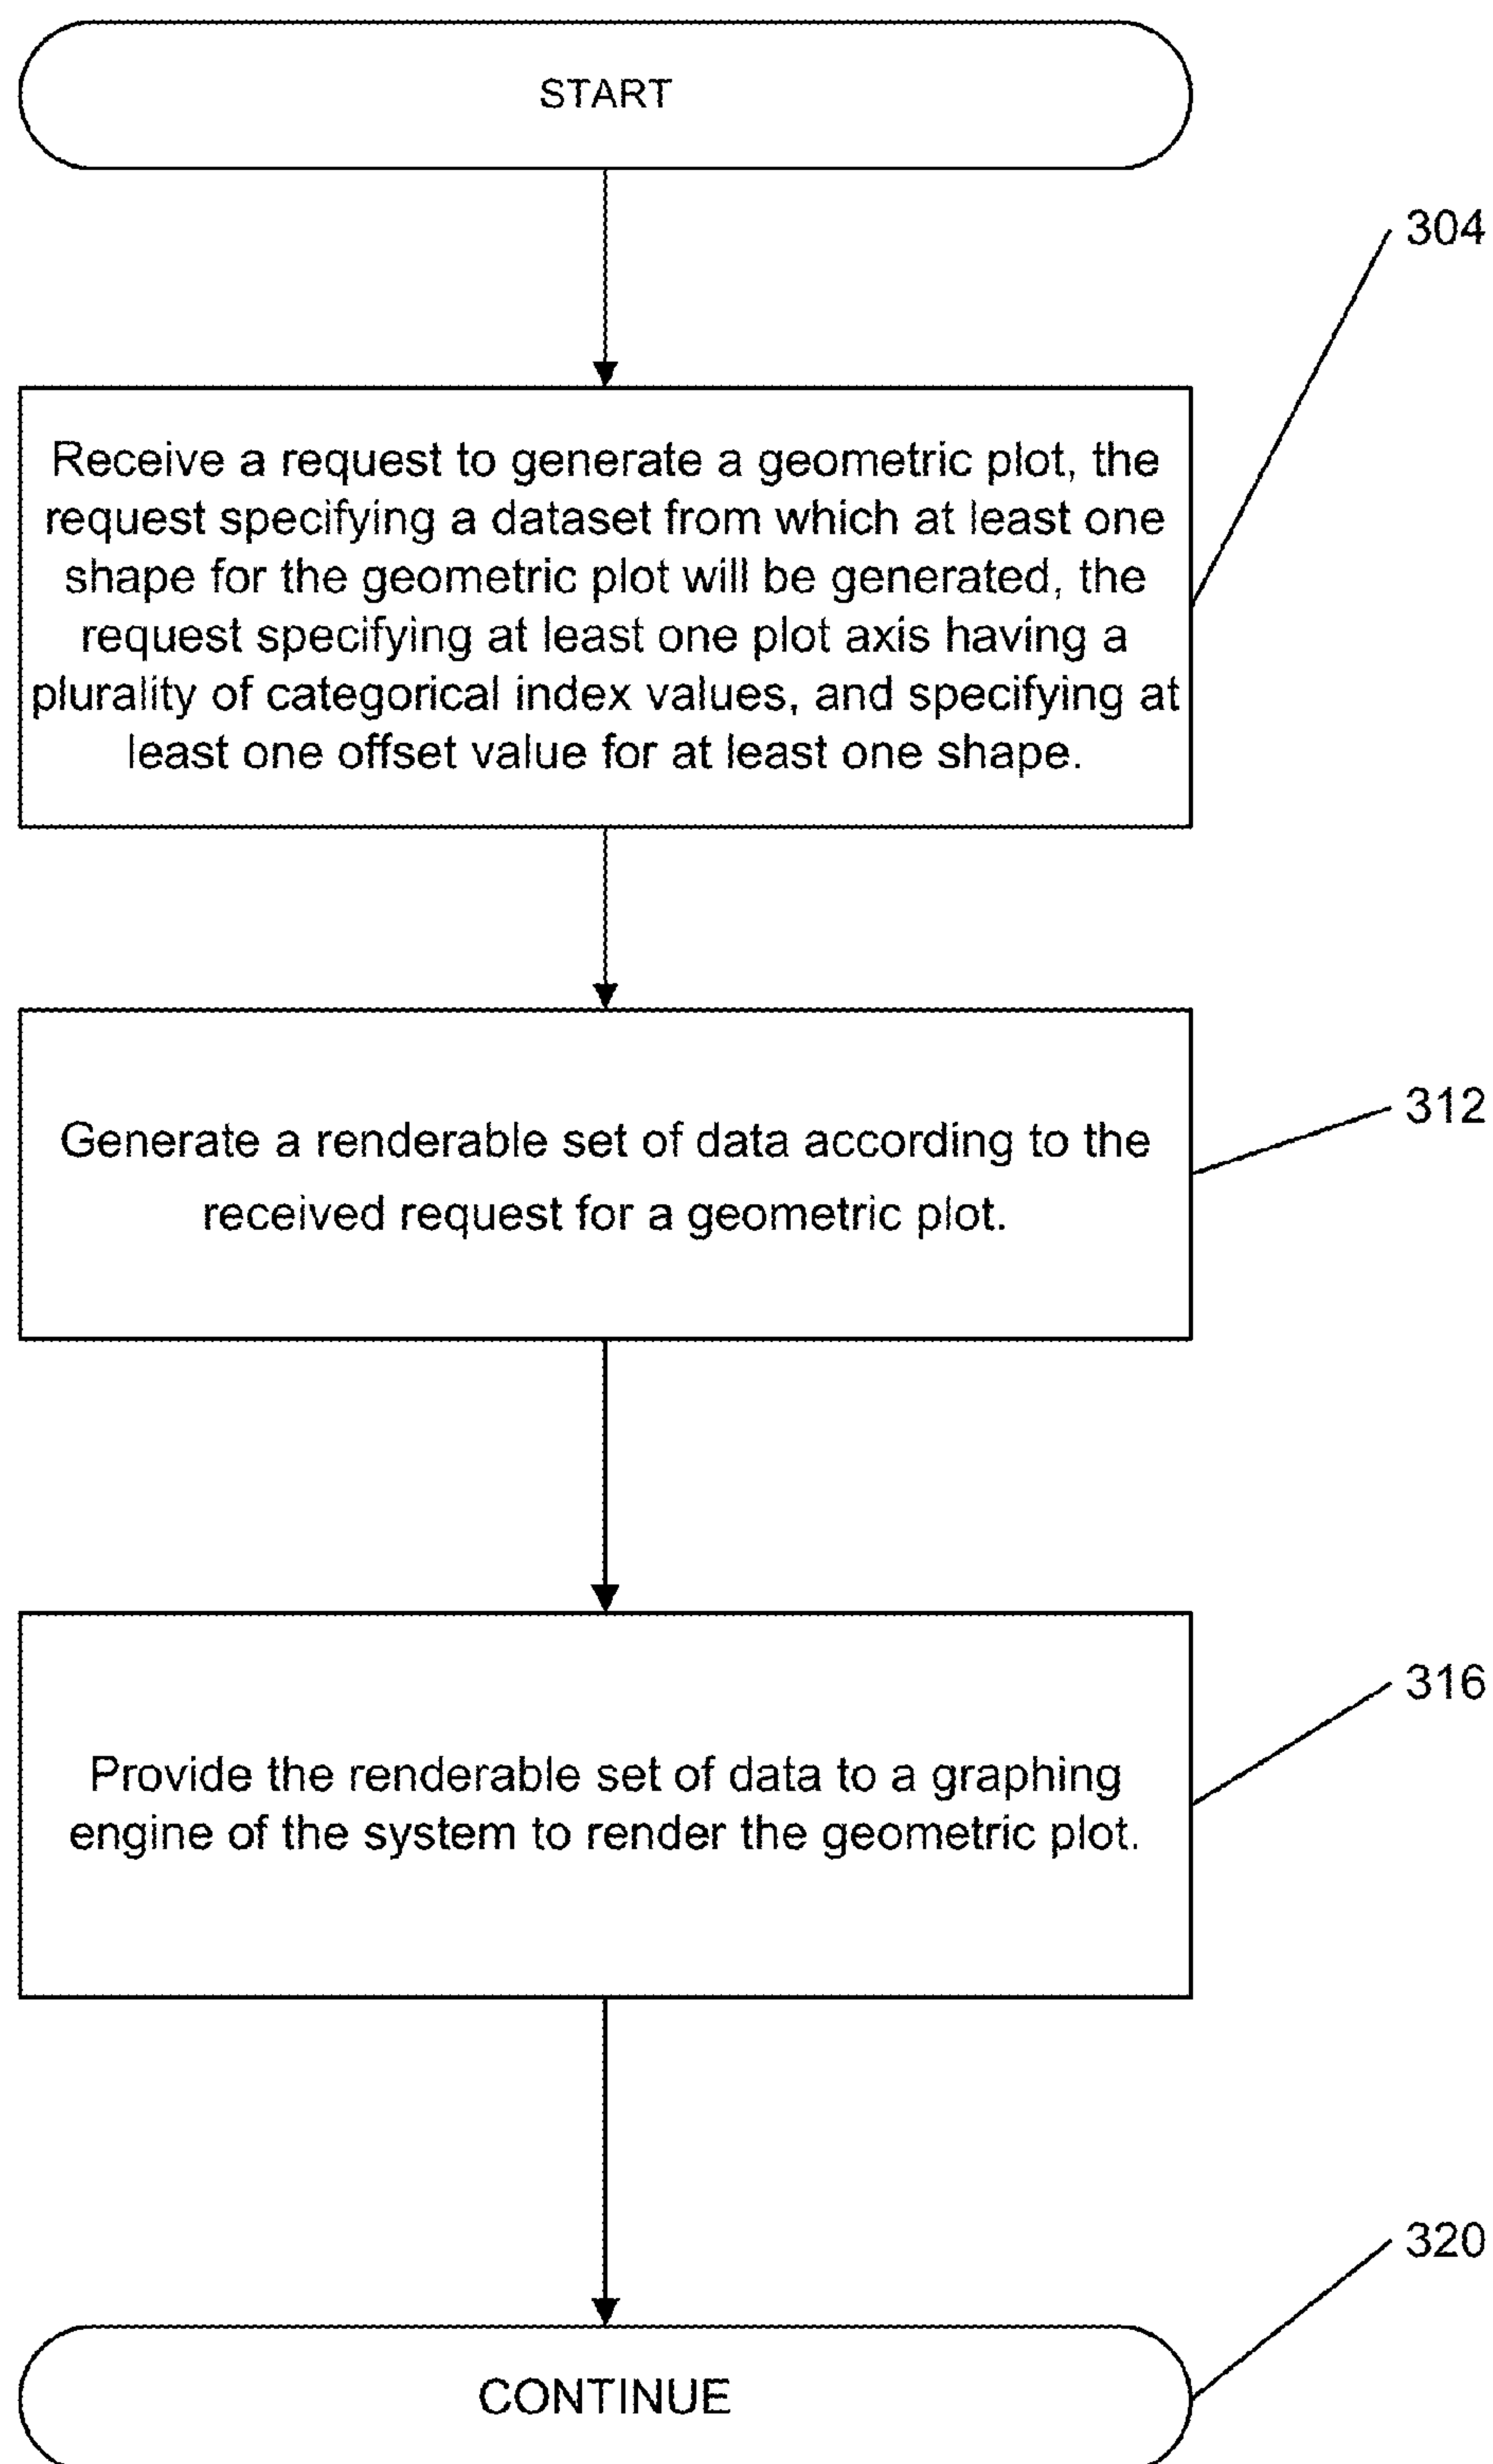 START
304
Receive a request to generate a geometric plot, the
request specifying a dataset from which at least one
shape for the geometric plot will be generated, the
request specifying at least one plot axis having a
plurality of categorical index values, and specifying at
least one offset value for at least one shape.
312
Generate a renderable set of data according to the
received request for a geometric plot.
316
Provide the renderable set of data to a graphing
engine of the system to render the geometric plot.
320
CONTINUE